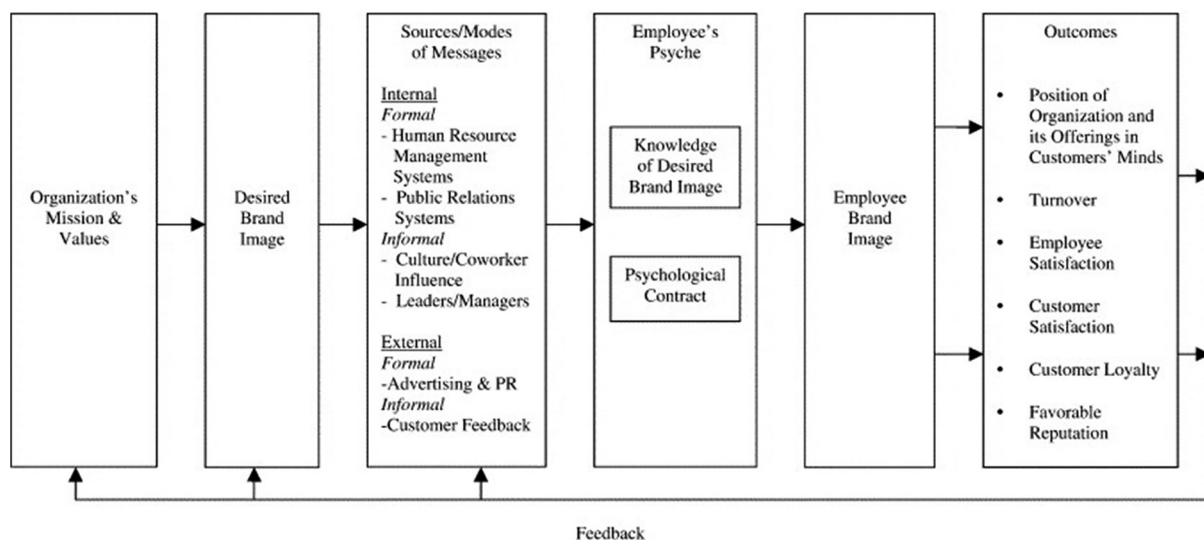 Organization's
Mission &
Values
Desired
Brand
Image
Sources/Modes
of Messages
Internal
Formal
- Human Resource
Management
Systems
- Public Relations
Systems
Informal
- Culture/Coworker
Influence
- Leaders/Managers
External
Formal
-Advertising & PR
Informal
-Customer Feedback
Employee's
Psyche
Knowledge
of Desired
Brand Image
Psychological
Contract
Employee
Brand
Image
Outcomes
• Position of
Organization and
its Offerings in
Customers' Minds
• Turnover
• Employee
Satisfaction
• Customer
Satisfaction
• Customer Loyalty
• Favorable
Reputation
Feedback